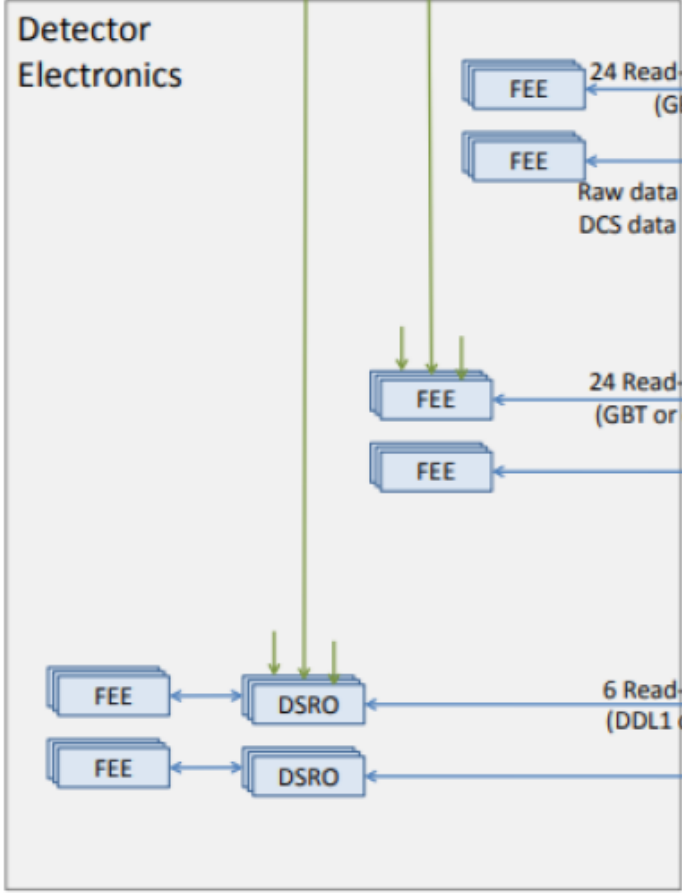 Detector
Electronics
FEE
24 Read-
(G
FEE
Raw data
DCS data
FEE
24 Read-
(GBT or
FEE
FEE
DSRO
6 Read-
(DDL1
FEE
DSRO